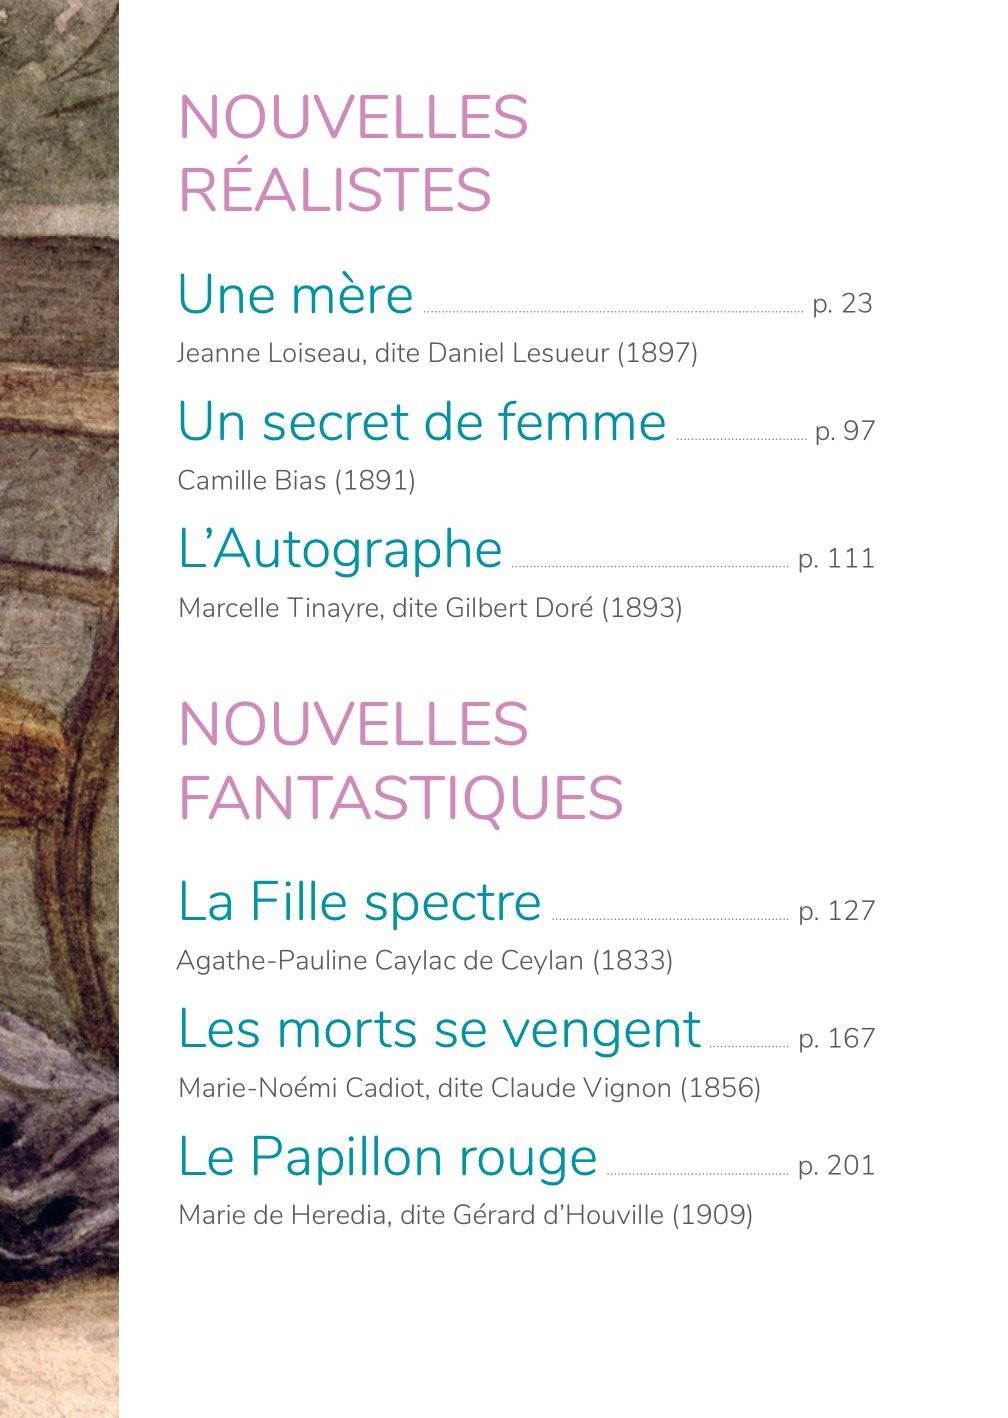 NOUVELLES
RÉALISTES
Une mère p. 23
Jeanne Loiseau, dite Daniel Lesueur (1897)
Un secret de femme p. 97
Camille Bias (1891)
L’Autographe p. 111
Marcelle Tinayre, dite Gilbert Doré (1893)
NOUVELLES
FANTASTIQUES
La Fille spectre p. 127
Agathe-Pauline Caylac de Ceylan (1833)
Les morts se vengent p. 167
Marie-Noémi Cadiot, dite Claude Vignon (1856)
Le Papillon rouge p. 201
Marie de Heredia, dite Gérard d’Houville (1909)